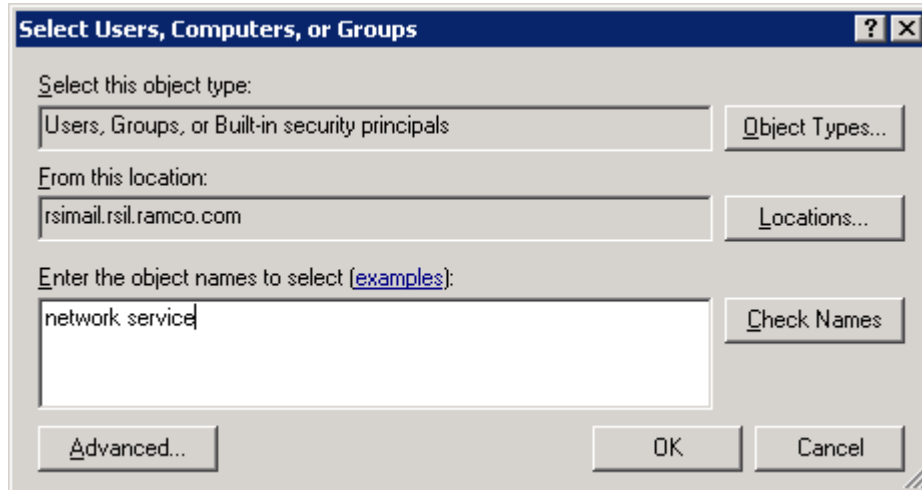 Select Users, Computers, or Groups
Select this object type:
Users, Groups, or Built-in security principals
Object Types...
From this location:
rsimail.rsil.ramco.com
Locations...
Enter the object names to select (examples):
network service
Check Names
Advanced...
OK
Cancel